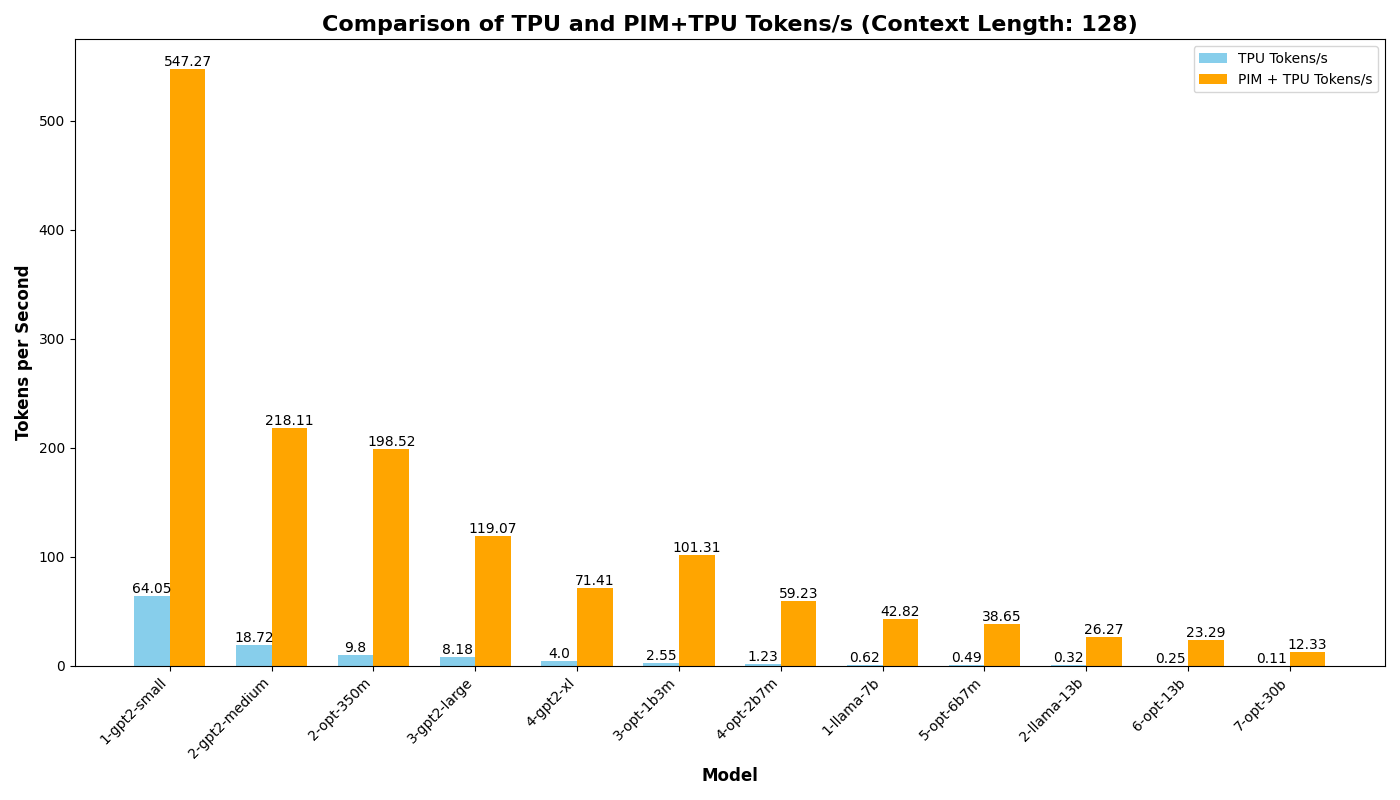 Comparison of TPU and PIM+TPU Tokens/s (Context Length: 128)
TPU Tokens/s
PIM + TPU Tokens/s
Tokens per Second
500
400
300
200
100
0
64.05
547.27
18.72
218.11
9.8
198.52
8.18
119.07
4.0
71.41
2.55
101.31
1.23
59.23
0.62
42.82
0.49
38.65
0.32
26.27
0.25
23.29
0.11
12.33
1-gpt2-small
2-gpt2-medium
2-opt-350m
3-gpt2-large
4-gpt2-xl
3-opt-1b3m
4-opt-2b7m
1-llama-7b
5-opt-6b7m
2-llama-13b
6-opt-13b
7-opt-30b
Model